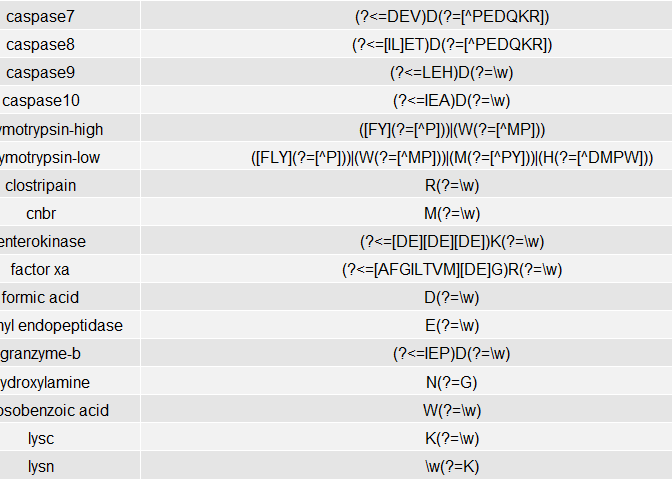 caspase7 (?<=DEV)D(?=[^PEDQKR])
caspase8 (?<=[IL]ET)D(?=[^PEDQKR])
caspase9 (?<=LEH)D(?=\w)
caspase10 (?<=IEA)D(?=\w)
ymotrypsin-high ([FY](?=[^P]))|(W(?=[^MP]))
ymotrypsin-low ([FLY](?=[^P]))|(W(?=[^MP]))|(M(?=[^PY]))|(H(?=[^DMPW]))
clostripain R(?=\w)
cnbr M(?=\w)
enterokinase (?<=[DE][DE][DE])K(?=\w)
factor xa (?<=[AFGILTVM][DE]G)R(?=\w)
formic acid D(?=\w)
nyl endopeptidase E(?=\w)
granzyme-b (?<=IEP)D(?=\w)
ydroxylamine N(?=G)
osobenzoic acid W(?=\w)
lysc K(?=\w)
lysn \w(?=K)